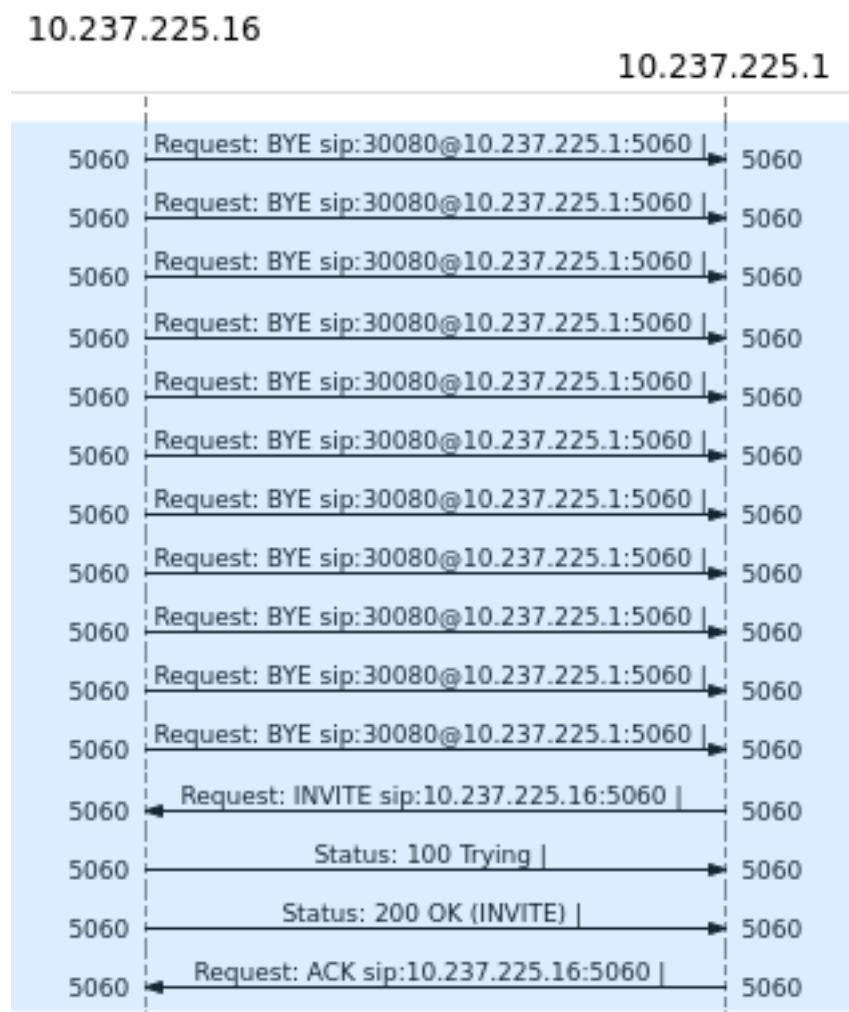 10.237.225.16
10.237.225.1
5060 Request: BYE sip:30080@10.237.225.1:5060 | 5060
5060 Request: BYE sip:30080@10.237.225.1:5060 | 5060
5060 Request: BYE sip:30080@10.237.225.1:5060 | 5060
5060 Request: BYE sip:30080@10.237.225.1:5060 | 5060
5060 Request: BYE sip:30080@10.237.225.1:5060 | 5060
5060 Request: BYE sip:30080@10.237.225.1:5060 | 5060
5060 Request: BYE sip:30080@10.237.225.1:5060 | 5060
5060 Request: BYE sip:30080@10.237.225.1:5060 | 5060
5060 Request: BYE sip:30080@10.237.225.1:5060 | 5060
5060 Request: BYE sip:30080@10.237.225.1:5060 | 5060
5060 Request: BYE sip:30080@10.237.225.1:5060 | 5060
5060 Request: INVITE sip:10.237.225.16:5060 | 5060
5060 Status: 100 Trying | 5060
5060 Status: 200 OK (INVITE) | 5060
5060 Request: ACK sip:10.237.225.16:5060 | 5060